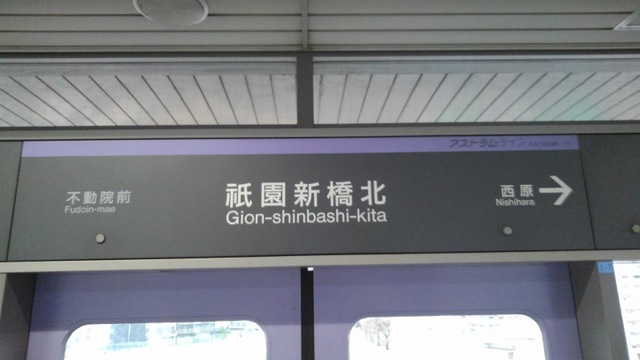 アストラムライン
不動院前
Fudoin-mae
祇園新橋北
Gion-shinbashi-kita
西原
Nishihara